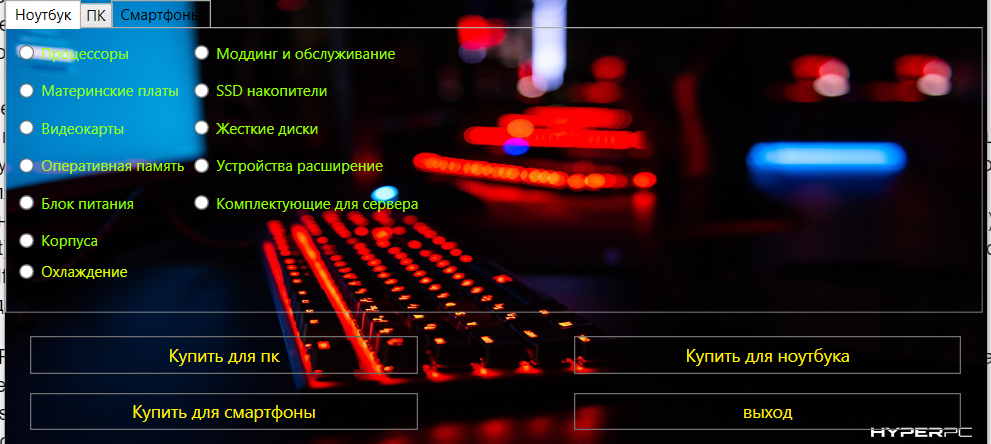 Ноутбук ПК Смартфоны
Процессоры Моддинг и обслуживание
Материнские платы SSD накопители
Видеокарты Жесткие диски
Оперативная память Устройства расширение
Блок питания Комплектующие для сервера
Корпуса
Охлаждение
Купить для пк Купить для ноутбука
Купить для смартфоны выход
HYPERPC